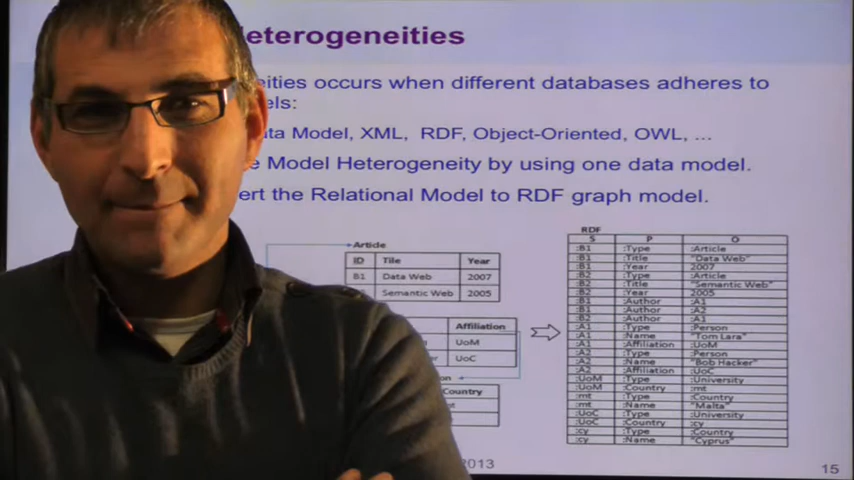 Heterogeneities
eities occurs when different databases adheres to
els:
ata Model, XML, RDF, Object-Oriented, OWL, ...
e Model Heterogeneity by using one data model.
ert the Relational Model to RDF graph model.
Article
ID Tile Year
B1 Data Web 2007
Semantic Web 2005
Affiliation
UoM
UoC
on
Country
mt
RDF
S P O
:B1 :Type :Article
:B1 :Title "Data Web"
:B1 :Year 2007
:B2 :Type :Article
:B2 :Title "Semantic Web"
:B2 :Year 2005
:B1 :Author :A1
:B1 :Author :A2
:B2 :Author :A1
:A1 :Type :Person
:A1 :Name "Tom Lara"
:A1 :Affiliation :UoM
:A2 :Type :Person
:A2 :Name "Bob Hacker"
:A2 :Affiliation :UoC
:UoM :Type :University
:UoM :Country :mt
:mt :Type :Country
:mt :Name "Malta"
:UoC :Type :University
:UoC :Country :cy
:cy :Type :Country
:cy :Name "Cyprus"
2013
15